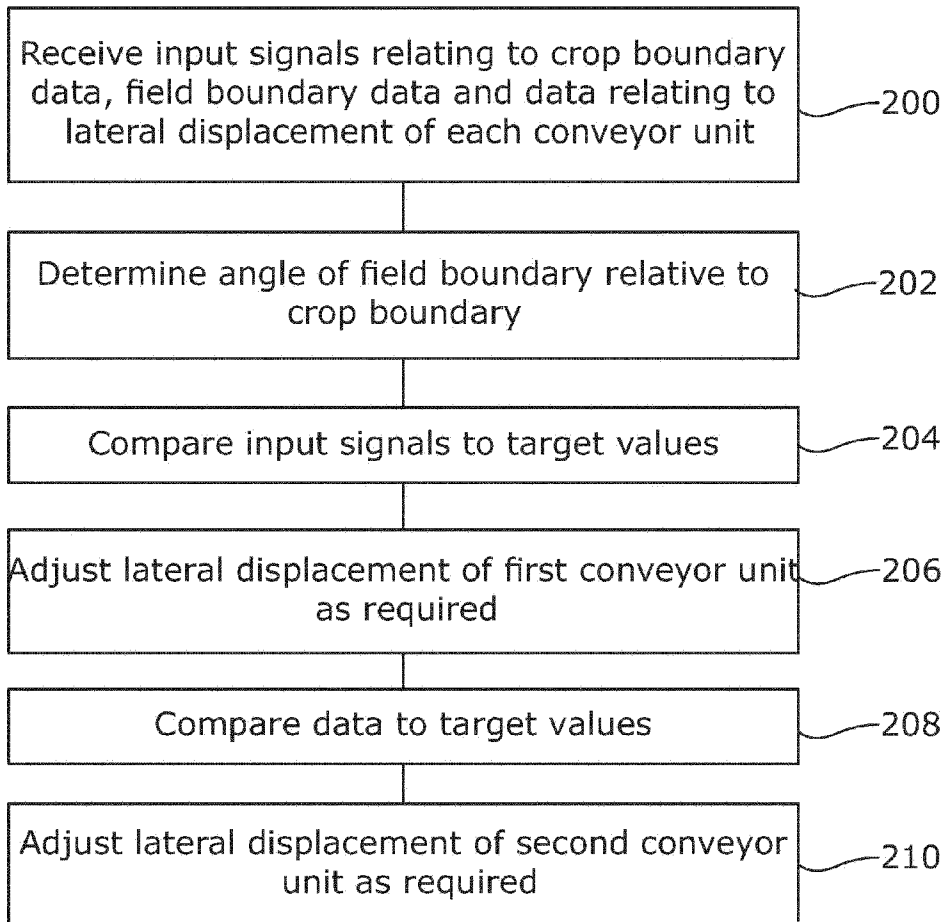 Receive input signals relating to crop boundary
data, field boundary data and data relating to
lateral displacement of each conveyor unit
200
Determine angle of field boundary relative to
crop boundary
202
Compare input signals to target values
204
Adjust lateral displacement of first conveyor unit
as required
206
Compare data to target values
208
Adjust lateral displacement of second conveyor
unit as required
210